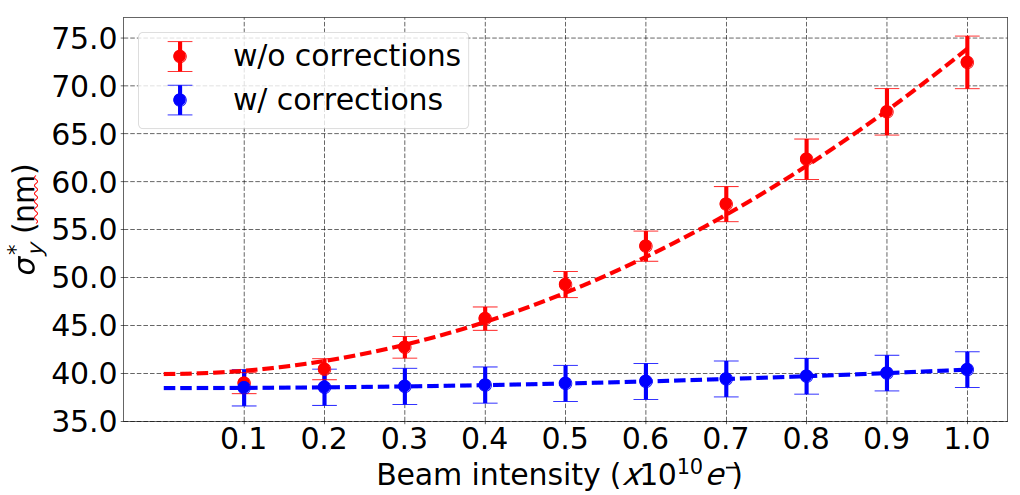 75.0
70.0
65.0
60.0
55.0
50.0
45.0
40.0
35.0
σ*y (nm)
w/o corrections
w/ corrections
0.1 0.2 0.3 0.4 0.5 0.6 0.7 0.8 0.9 1.0
Beam intensity (x10¹⁰e⁻)